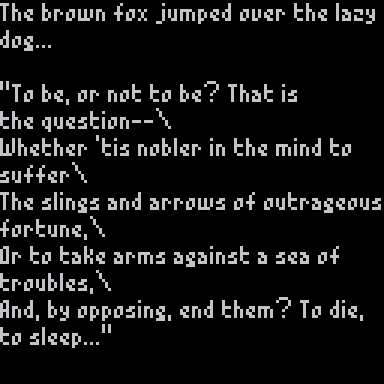 The brown fox jumped over the lazy
dog...
"To be, or not to be? That is
the question--\
Whether 'tis nobler in the mind to
suffer\
The slings and arrows of outrageous
fortune,\
Or to take arms against a sea of
troubles,\
And, by opposing, end them? To die,
to sleep..."